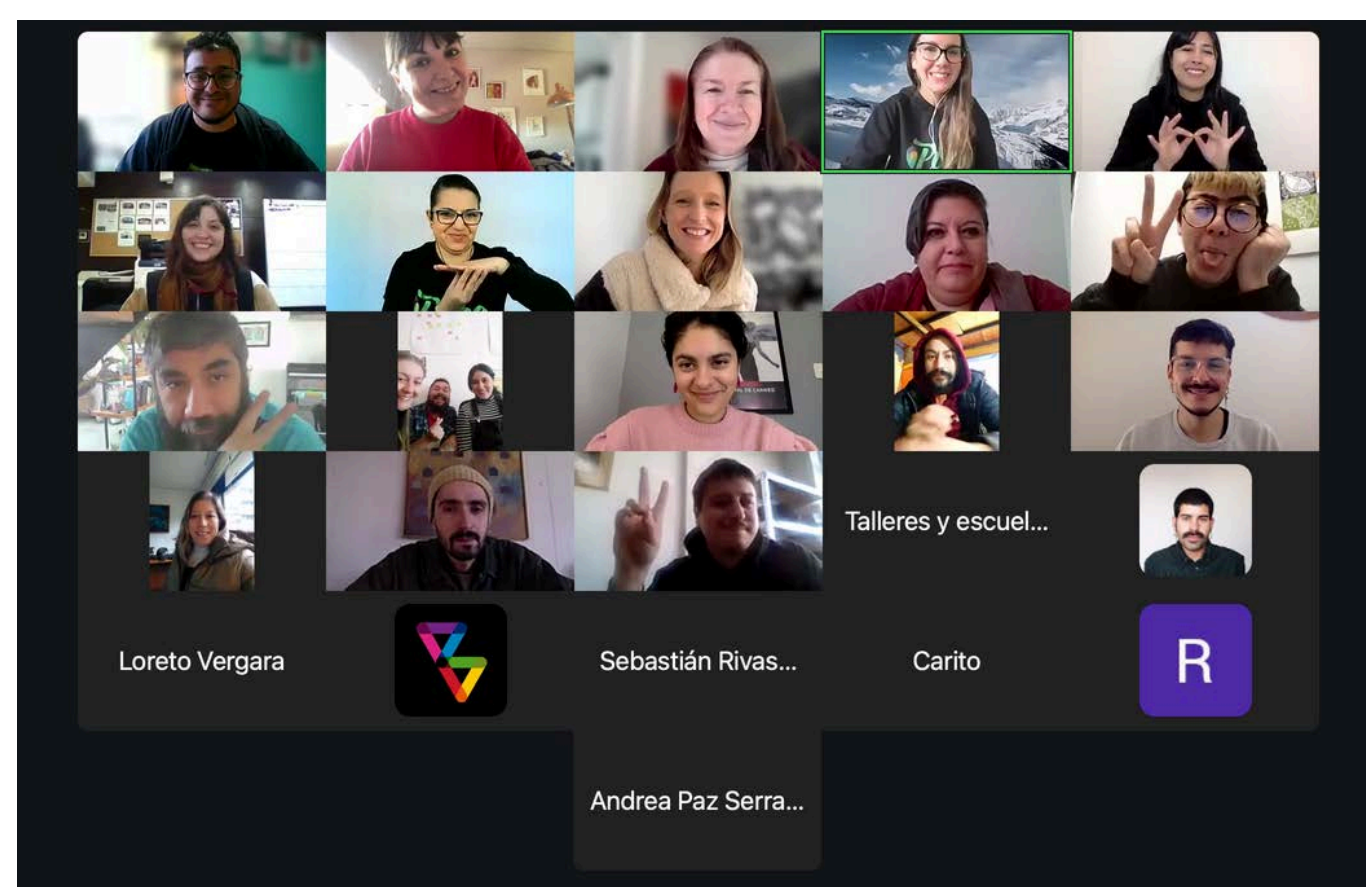 Talleres y escuel...
Loreto Vergara
Sebastián Rivas...
Carito
R
Andrea Paz Serra...